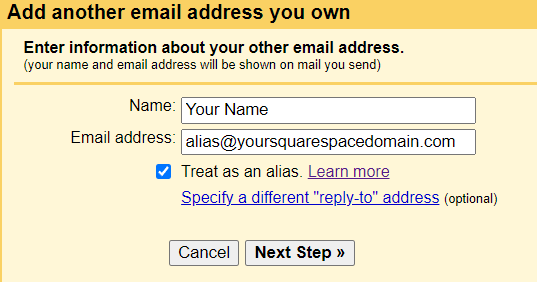 Add another email address you own
Enter information about your other email address.
(your name and email address will be shown on mail you send)
Name: Your Name
Email address: alias@yoursquarespacedomain.com
Treat as an alias. Learn more
Specify a different "reply-to" address (optional)
Cancel Next Step »